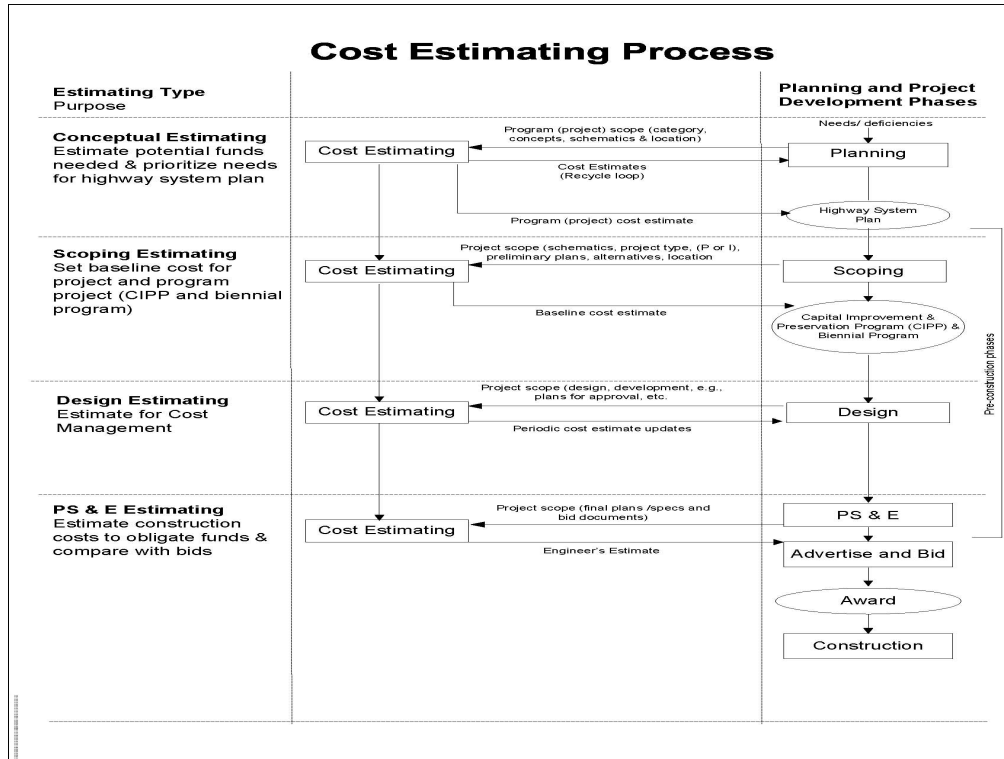 Cost Estimating Process
Estimating Type
Purpose
Planning and Project
Development Phases
Conceptual Estimating
Estimate potential funds
needed & prioritize needs
for highway system plan
Cost Estimating
Program (project) scope (category,
concepts, schematics & location)
Cost Estimates
(Recycle loop)
Program (project) cost estimate
Needs/ deficiencies
Planning
Highway System
Plan
Scoping Estimating
Set baseline cost for
project and program
project (CIPP and biennial
program)
Cost Estimating
Project scope (schematics, project type, (P or I),
preliminary plans, alternatives, location
Baseline cost estimate
Scoping
Capital Improvement &
Preservation Program (CIPP) &
Biennial Program
Pre-construction phases
Design Estimating
Estimate for Cost
Management
Cost Estimating
Project scope (design, development, e.g.,
plans for approval, etc.
Periodic cost estimate updates
Design
PS & E Estimating
Estimate construction
costs to obligate funds &
compare with bids
Cost Estimating
Project scope (final plans /specs and
bid documents)
Engineer's Estimate
PS & E
Advertise and Bid
Award
Construction